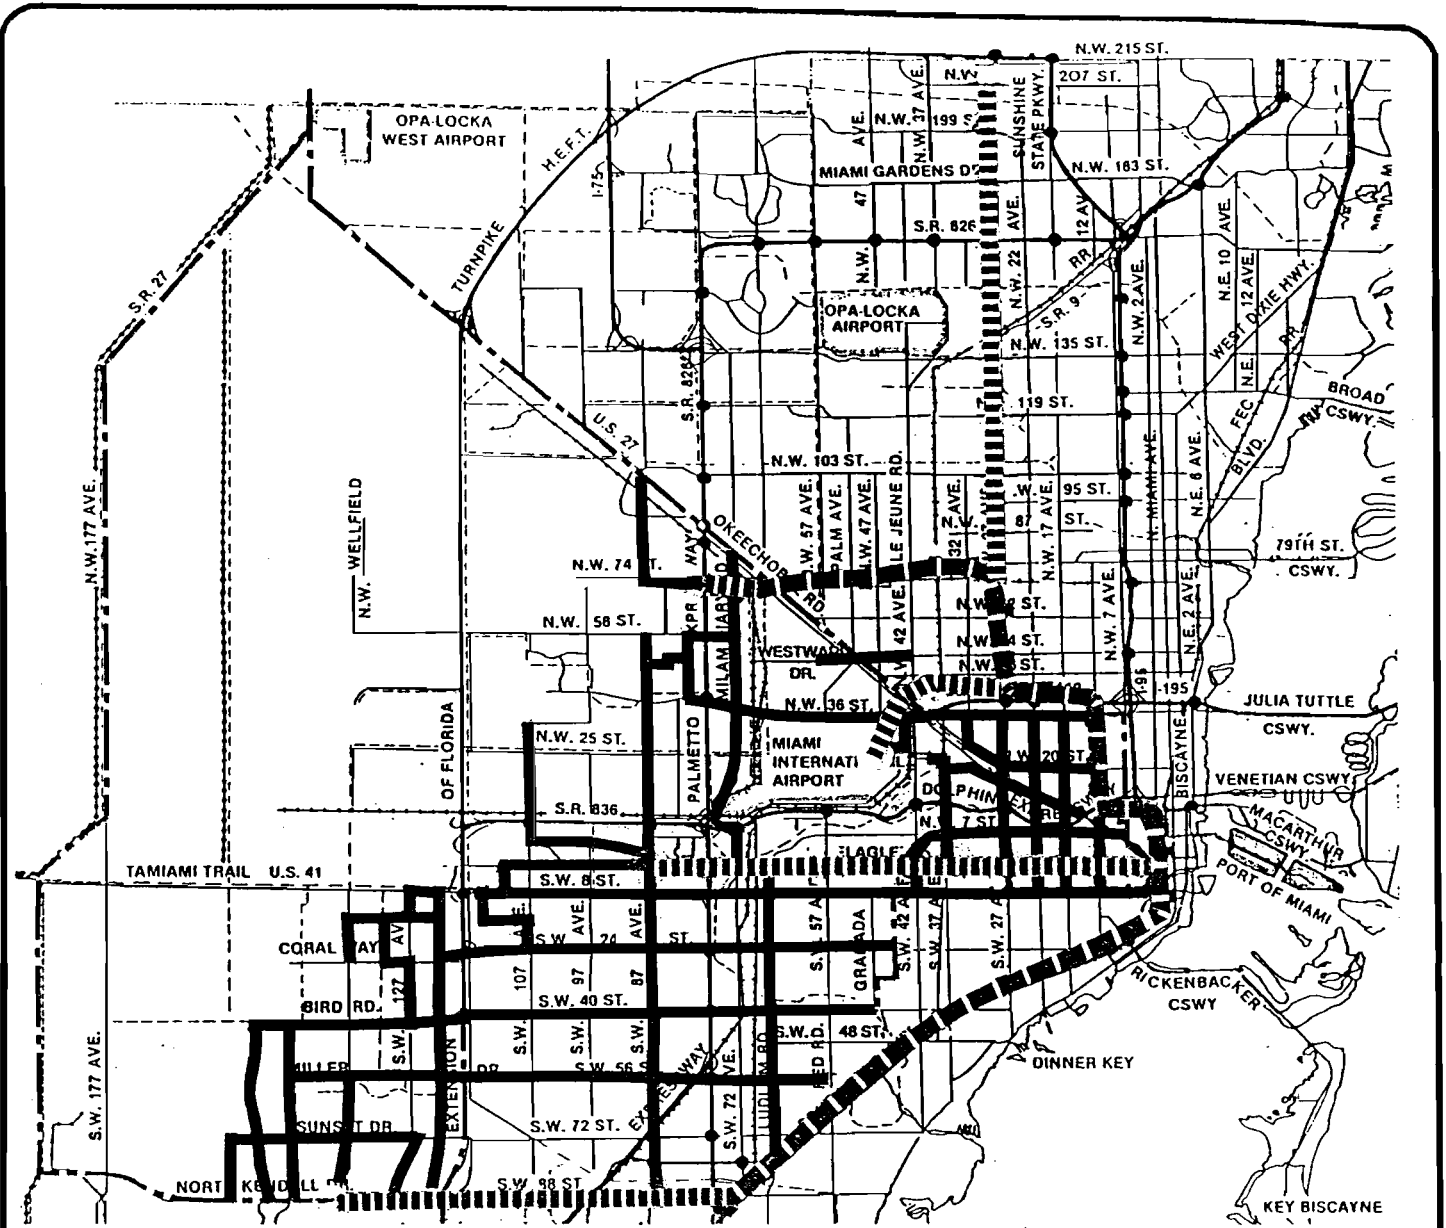 N.W. 215 ST.
207 ST.
OPA-LOCKA
WEST AIRPORT
N.W. 37 AVE.
SUNSHINE
STATE PKWY.
AVE.
47
N.W.
H.E.F.T.
I-75
MIAMI GARDENS
N.W. 183 ST.
S.R. 826
N.W. 22 AVE.
12 AV
RR
S.R. 9
N.E. 10 AVE.
N.E. 12 AVE.
WEST DIXIE HWY.
TURNPIKE
S.R. 27
OPA-LOCKA
AIRPORT
N.W. 2 AVE.
N.W. 135 ST.
S.R. 826
119 ST.
BROAD
CSWY.
FEC
RR.
BLVD.
U.S. 27
N.W. 103 ST.
95 ST.
87 ST.
N.W. 177 AVE.
N.W. WELLFIELD
OKEECHOB
RD.
N.W. 57 AVE.
PALM AVE.
N.W. 47 AVE.
LE JEUNE RD.
42 AVE.
32 AVE.
N.W. 17 AVE.
N. MIAMI AVE.
N.E. 6 AVE.
79TH ST.
CSWY.
N.W. 74
N.W. 7 AVE.
N.E. 2 AVE.
N.W. 58 ST.
WESTWAR
DR.
N.W. 36 ST.
I-95
I-195
JULIA TUTTLE
CSWY.
N.W. 25 ST.
MIAMI
INTERNATI
AIRPORT
OF FLORIDA
PALMETTO
20 ST.
BISCAYNE
VENETIAN CSWY.
S.R. 836
DOLPHIN
7 ST.
MACARTHUR
CSWY.
PORT OF MIAMI
FLAGLE
TAMIAMI TRAIL U.S. 41
S.W. 8 ST.
CORAL WAY
S.W. 24 ST.
127
S.W.
107
S.W.
97
AVE.
S.W.
87
AVE.
S.W.
S.W. 57 A
GRANADA
S.W. 42 A
S.W. 37 AVE.
S.W. 27 A
BIRD RD.
S.W. 40 ST.
RICKENBACKER
CSWY
S.W. 48 ST.
RED RD.
DINNER KEY
S.W. 177 AVE.
MILLER DR.
S.W. 56 S
EXTENSION
EXPRESSWAY
S.W. 72 AVE.
LUDLUM RD
SUNSET DR.
S.W. 72 ST.
NORT KENDALL DR.
S.W. 88 ST
KEY BISCAYNE